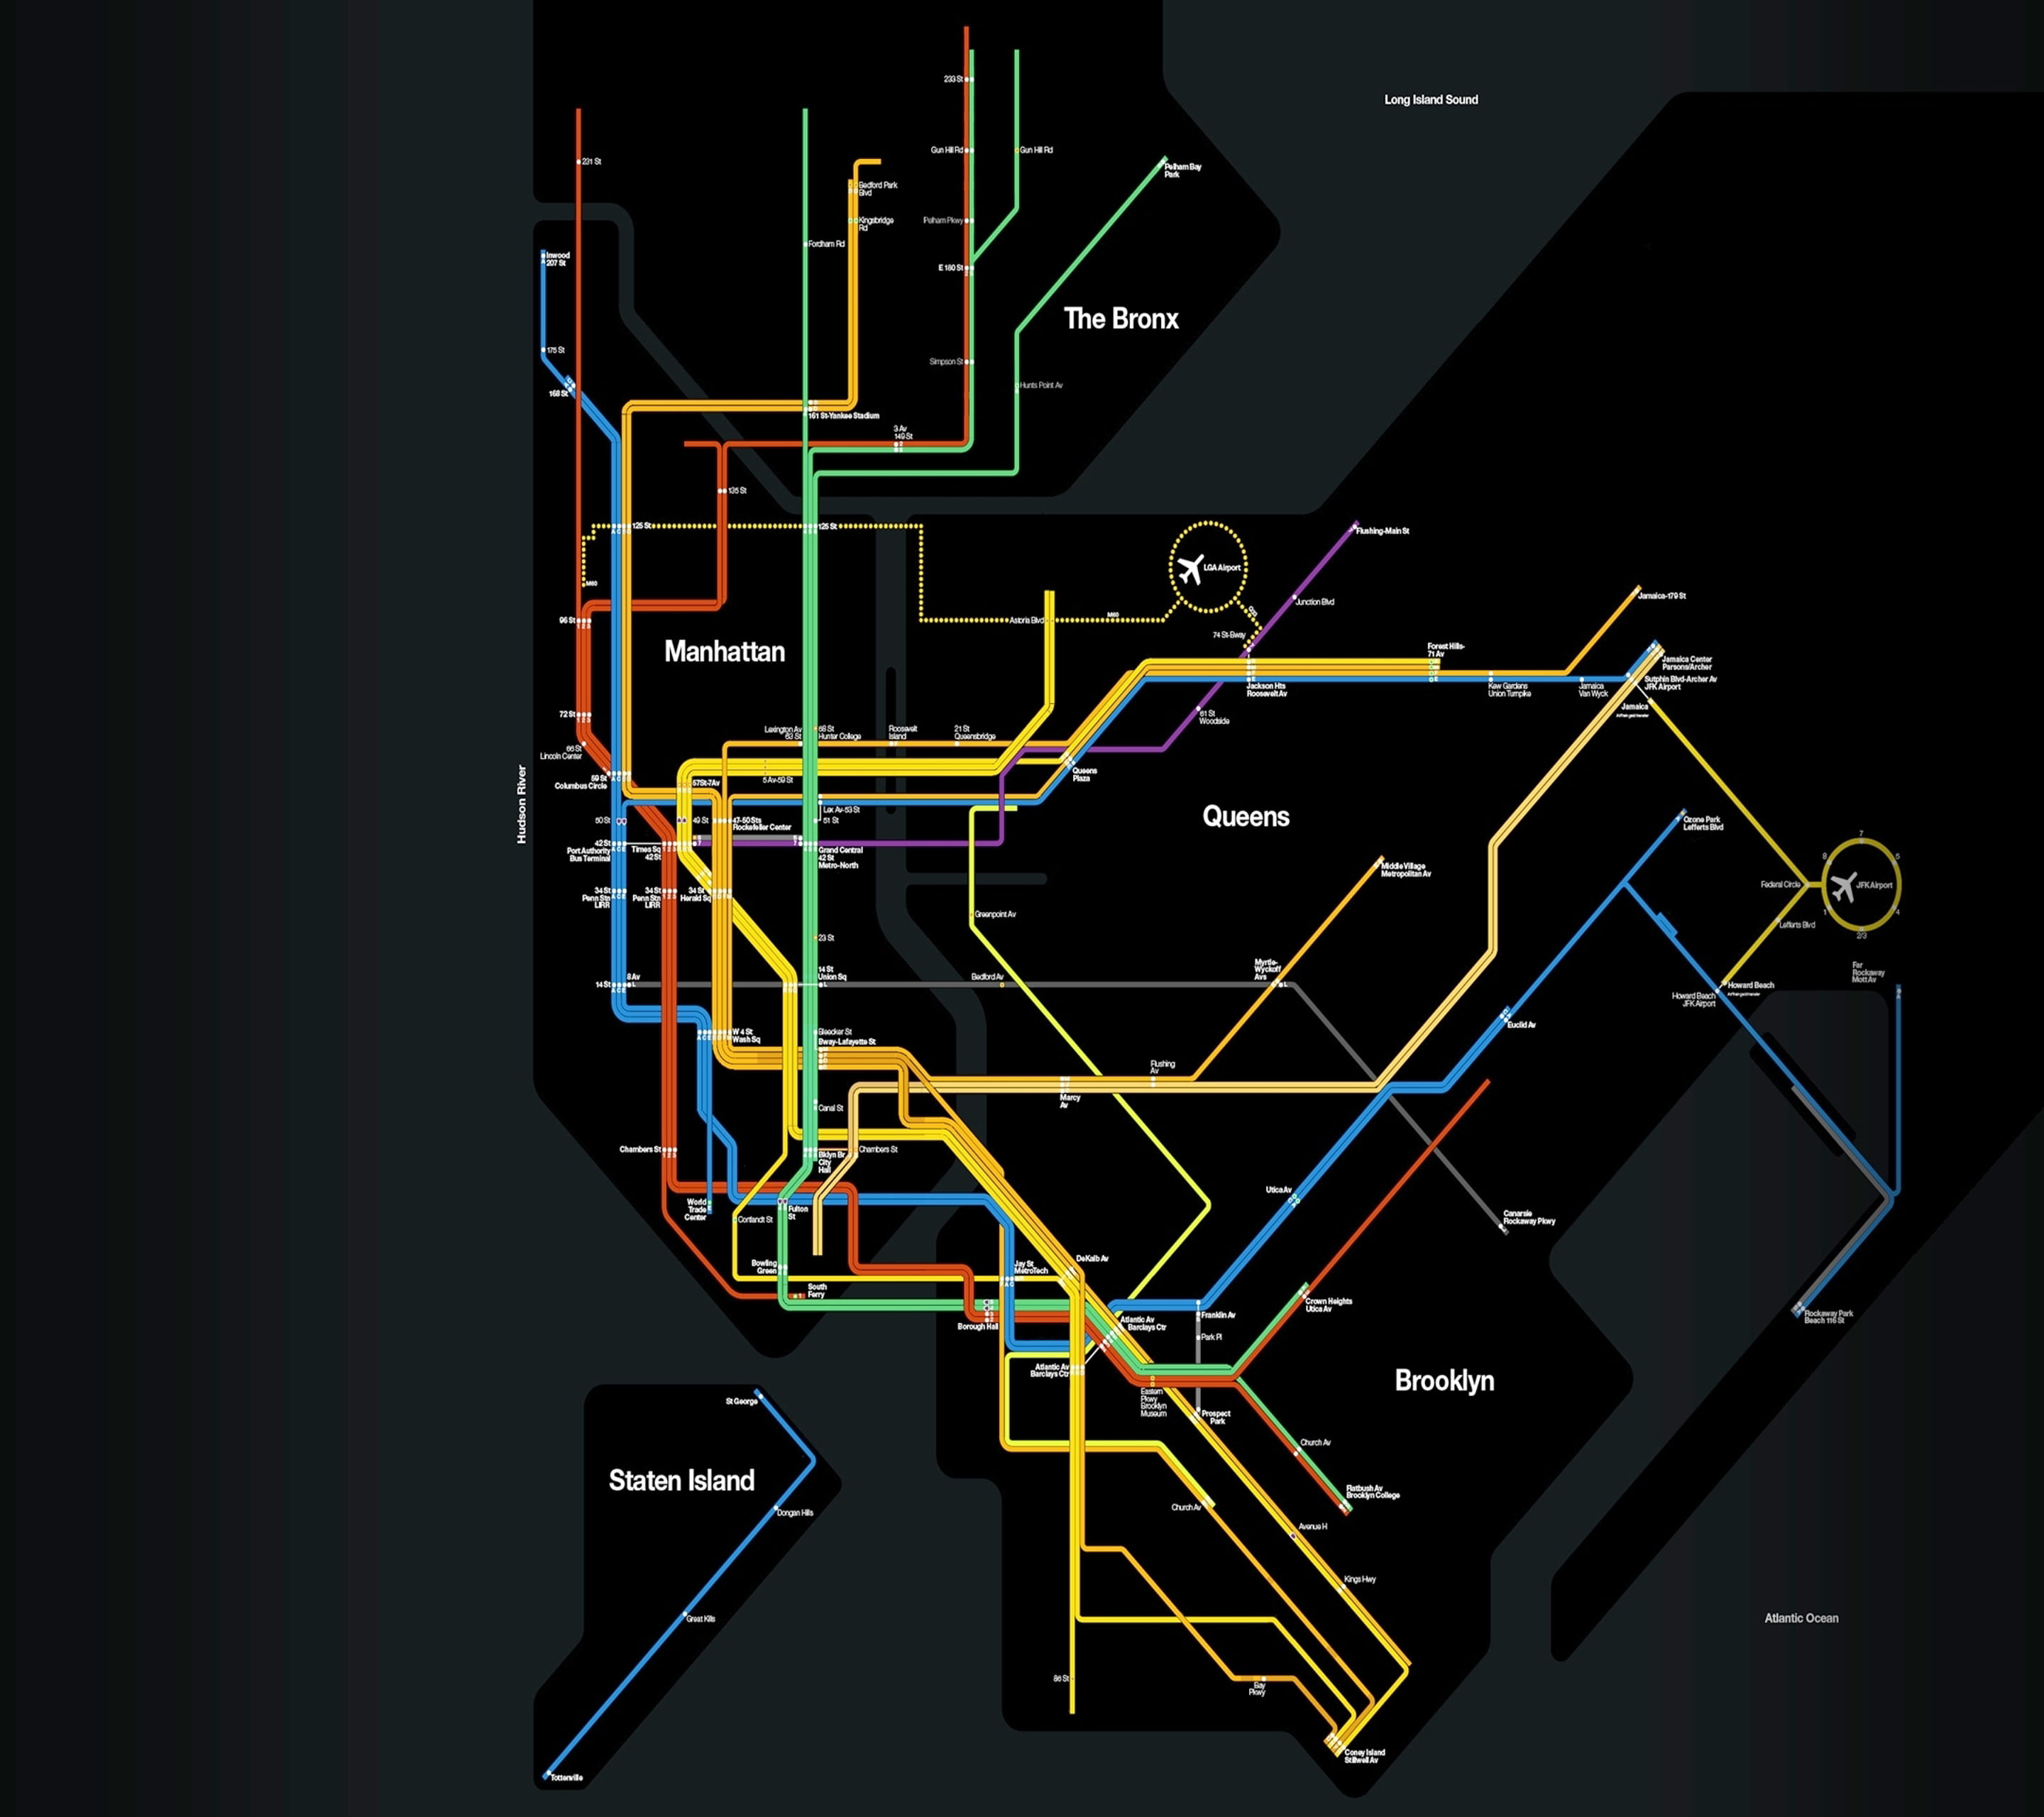 Long Island Sound
233 St
Gun Hill Rd
Gun Hill Rd
231 St
Pelham Bay
Park
Bedford Park
Blvd
Kingsbridge
Rd
Pelham Pkwy
Fordham Rd
Inwood
207 St
E 180 St
The Bronx
175 St
Simpson St
168 St
Hunts Point Av
161 St-Yankee Stadium
3 Av
149 St
135 St
125 St
125 St
Flushing-Main St
LGA Airport
M60
Junction Blvd
Jamaica-179 St
M60
Astoria Blvd
96 St
74 St-Bway
Manhattan
Forest Hills-
71 Av
Jamaica Center
Parsons/Archer
Jackson Hts
Roosevelt Av
Kew Gardens
Union Turnpike
Jamaica
Van Wyck
Sutphin Blvd-Archer Av
JFK Airport
Jamaica
72 St
61 St
Woodside
Lexington Av
63 St
68 St
Hunter College
Roosevelt
Island
21 St
Queensbridge
66 St
Lincoln Center
59 St
Columbus Circle
57St-7Av
5 Av-59 St
Queens
Plaza
Hudson River
Lex Av-53 St
50 St
49 St
47-50 Sts
Rockefeller Center
51 St
Queens
Ozone Park
Lefferts Blvd
42 St
Port Authority
Bus Terminal
Times Sq
42 St
Grand Central
42 St
Metro-North
Middle Village
Metropolitan Av
7
8
5
Federal Circle
JFK Airport
1
4
2/3
34 St
Penn Stn
LIRR
34 St
Penn Stn
LIRR
34 St
Herald Sq
Greenpoint Av
Lefferts Blvd
23 St
14 St
Union Sq
8 Av
14 St
Bedford Av
Myrtle-
Wyckoff
Avs
Far
Rockaway
Mott Av
Howard Beach
Howard Beach
JFK Airport
Euclid Av
W 4 St
Wash Sq
Bleecker St
Bway-Lafayette St
Flushing
Av
Marcy
Av
Canal St
Chambers St
Bklyn Br
City
Hall
Chambers St
Utica Av
World
Trade
Center
Fulton
St
Cortlandt St
Canarsie
Rockaway Pkwy
Bowling
Green
Jay St
MetroTech
DeKalb Av
South
Ferry
Borough Hall
Atlantic Av
Barclays Ctr
Franklin Av
Crown Heights
Utica Av
Rockaway Park
Beach 116 St
Park Pl
Atlantic Av
Barclays Ctr
Eastern
Pkwy
Brooklyn
Museum
Brooklyn
Prospect
Park
St George
Church Av
Staten Island
Flatbush Av
Brooklyn College
Church Av
Dongan Hills
Avenue H
Kings Hwy
Great Kills
Atlantic Ocean
86 St
Bay
Pkwy
Coney Island
Stillwell Av
Tottenville